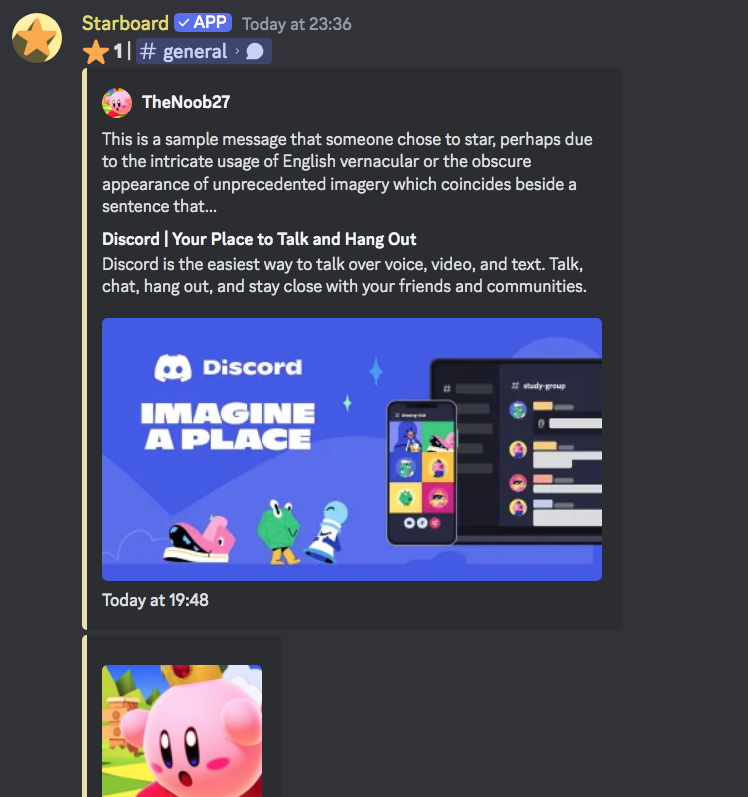 Starboard APP Today at 23:36
1 | # general ›
TheNoob27
This is a sample message that someone chose to star, perhaps due
to the intricate usage of English vernacular or the obscure
appearance of unprecedented imagery which coincides beside a
sentence that...
Discord | Your Place to Talk and Hang Out
Discord is the easiest way to talk over voice, video, and text. Talk,
chat, hang out, and stay close with your friends and communities.
Discord
IMAGINE
A PLACE
# study-group
Today at 19:48